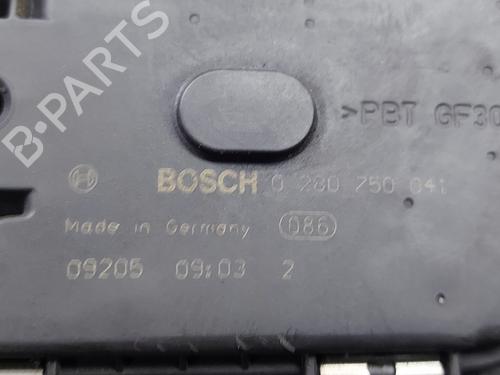 B-PARTS
>PBT GF30
BOSCH 0 280 750 041
Made in Germany 086
09205 09:03 2